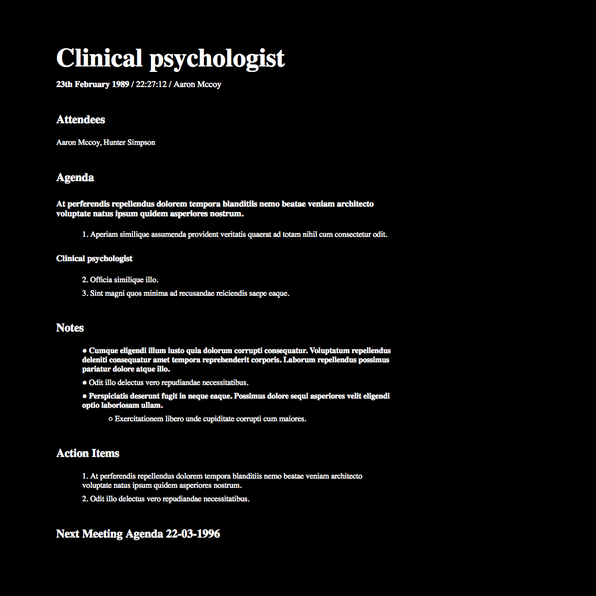 Clinical psychologist
23th February 1989 / 22:27:12 / Aaron Mccoy
Attendees
Aaron Mccoy, Hunter Simpson
Agenda
At perferendis repellendus dolorem tempora blanditiis nemo beatae veniam architecto
voluptate natus ipsum quidem asperiores nostrum.
1. Aperiam similique assumenda provident veritatis quaerat ad totam nihil cum consectetur odit.
Clinical psychologist
2. Officia similique illo.
3. Sint magni quos minima ad recusandae reiciendis saepe eaque.
Notes
● Cumque eligendi illum iusto quia dolorum corrupti consequatur. Voluptatum repellendus
deleniti consequatur amet tempora reprehenderit corporis. Laborum repellendus possimus
pariatur dolore atque illo.
● Odit illo delectus vero repudiandae necessitatibus.
● Perspiciatis deserunt fugit in neque eaque. Possimus dolore sequi asperiores velit eligendi
optio laboriosam ullam.
○ Exercitationem libero unde cupiditate corrupti cum maiores.
Action Items
1. At perferendis repellendus dolorem tempora blanditiis nemo beatae veniam architecto
voluptate natus ipsum quidem asperiores nostrum.
2. Odit illo delectus vero repudiandae necessitatibus.
Next Meeting Agenda 22-03-1996